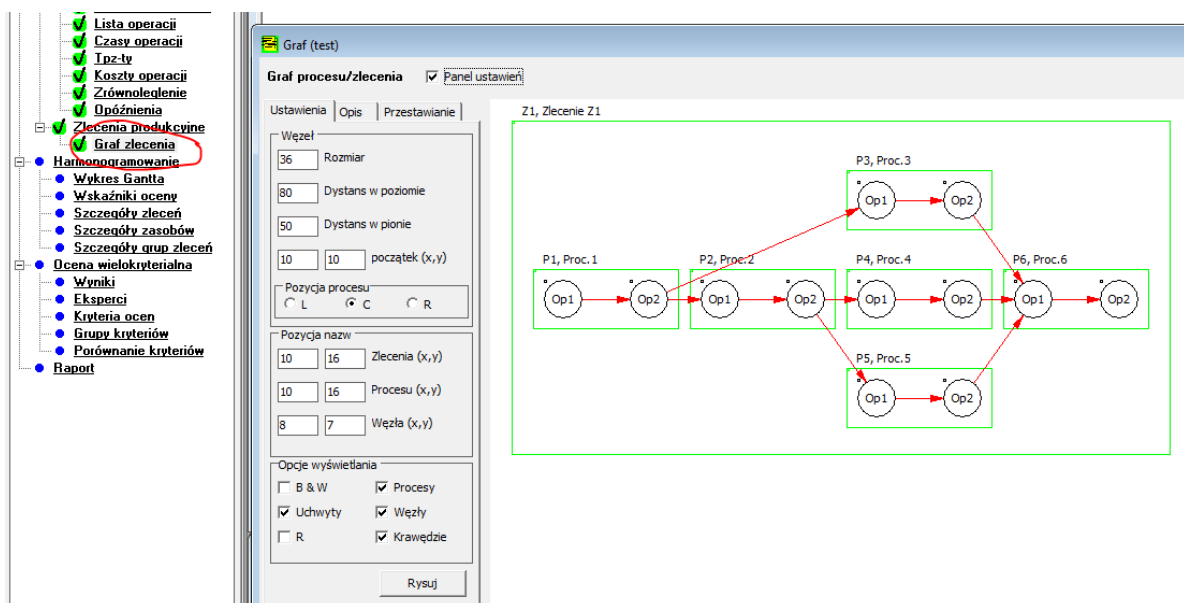 Lista operacji
Czasy operacji
Tpz-ty
Koszty operacji
Zrównoleglenie
Opóźnienia
Zlecenia produkcyjne
Graf zlecenia
Harmonogramowanie
Wykres Gantta
Wskaźniki oceny
Szczegóły zleceń
Szczegóły zasobów
Szczegóły grup zleceń
Ocena wielokryterialna
Wyniki
Eksperci
Kryteria ocen
Grupy kryteriów
Porównanie kryteriów
Raport
Graf (test)
Graf procesu/zlecenia Panel ustawień
Ustawienia Opis Przestawianie
Węzeł
36 Rozmiar
80 Dystans w poziomie
50 Dystans w pionie
10 10 początek (x,y)
Pozycja procesu
L C R
Pozycja nazw
10 16 Zlecenia (x,y)
10 16 Procesu (x,y)
8 7 Węzła (x,y)
Opcje wyświetlania
B & W Procesy
Uchwyty Węzły
R Krawędzie
Rysuj
Z1, Zlecenie Z1
P3, Proc.3
Op1 Op2
P1, Proc.1 P2, Proc.2 P4, Proc.4 P6, Proc.6
Op1 Op2 Op1 Op2 Op1 Op2 Op1 Op2
P5, Proc.5
Op1 Op2